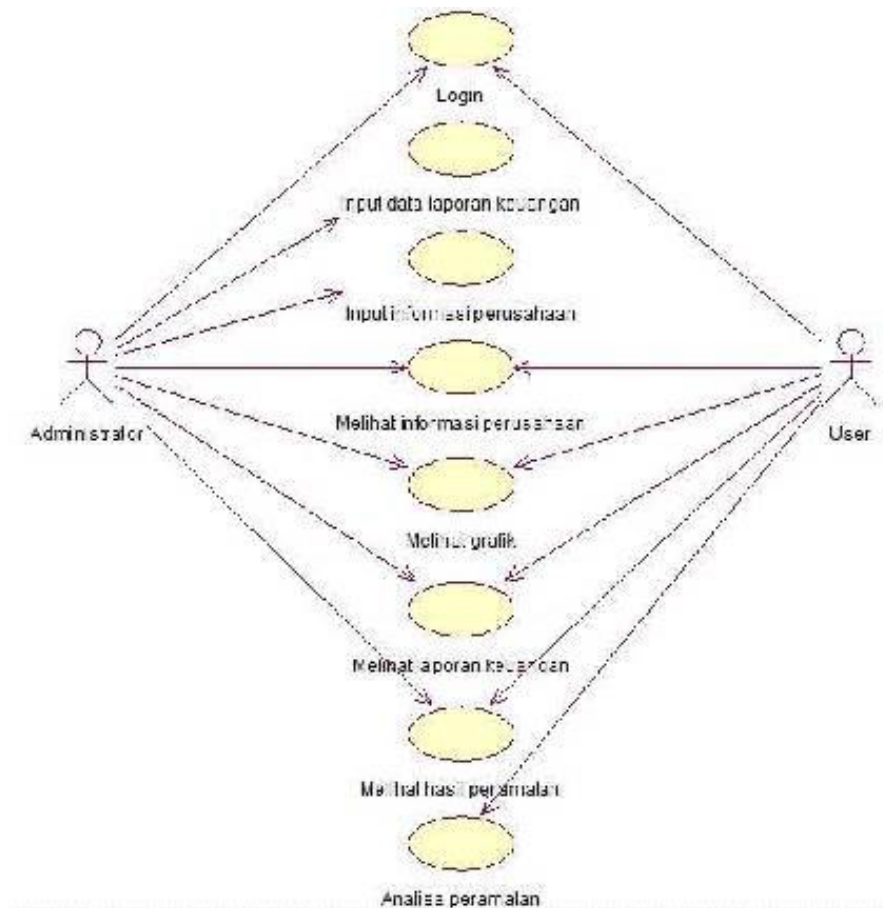 Login
Input data laporan keuangan
Input informasi perusahaan
Melihat informasi perusahaan
Administrator
User
Melihat grafik
Melihat laporan keuangan
Melihat hasil peramalan
Analisa peramalan